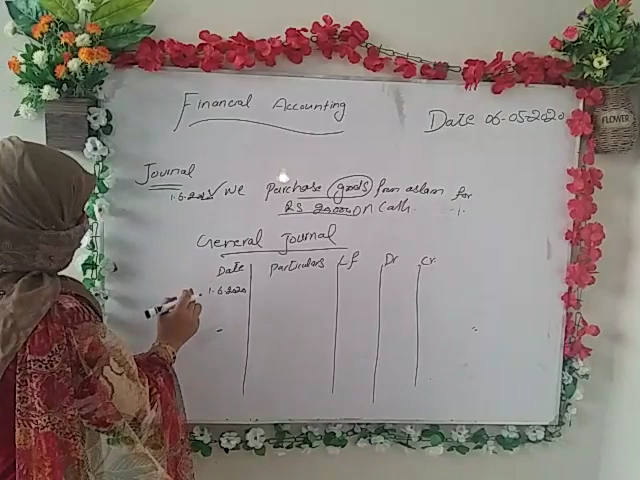 Financial Accounting
Date 06-05-2020
Journal
1.6.2020 We purchase goods from aslam for
RS 20000 on Cash.
General Journal
Date Particulars Lf Dr Cr.
1.6.2020
FLOWER